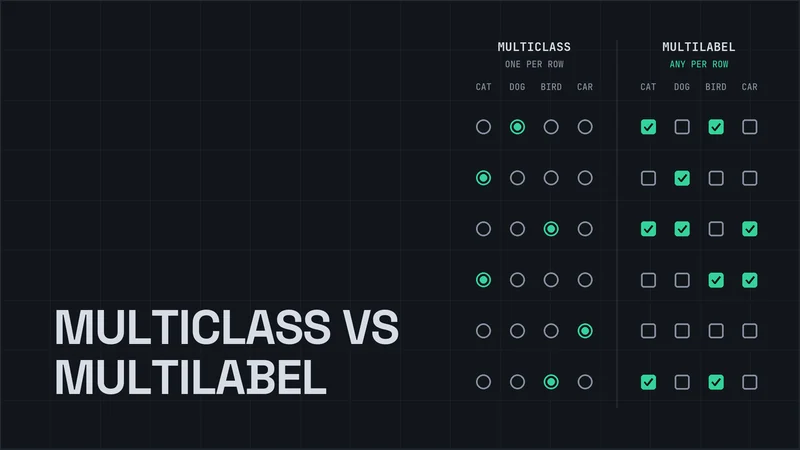 MULTICLASS
ONE PER ROW
CAT DOG BIRD CAR
MULTILABEL
ANY PER ROW
CAT DOG BIRD CAR
MULTICLASS VS
MULTILABEL